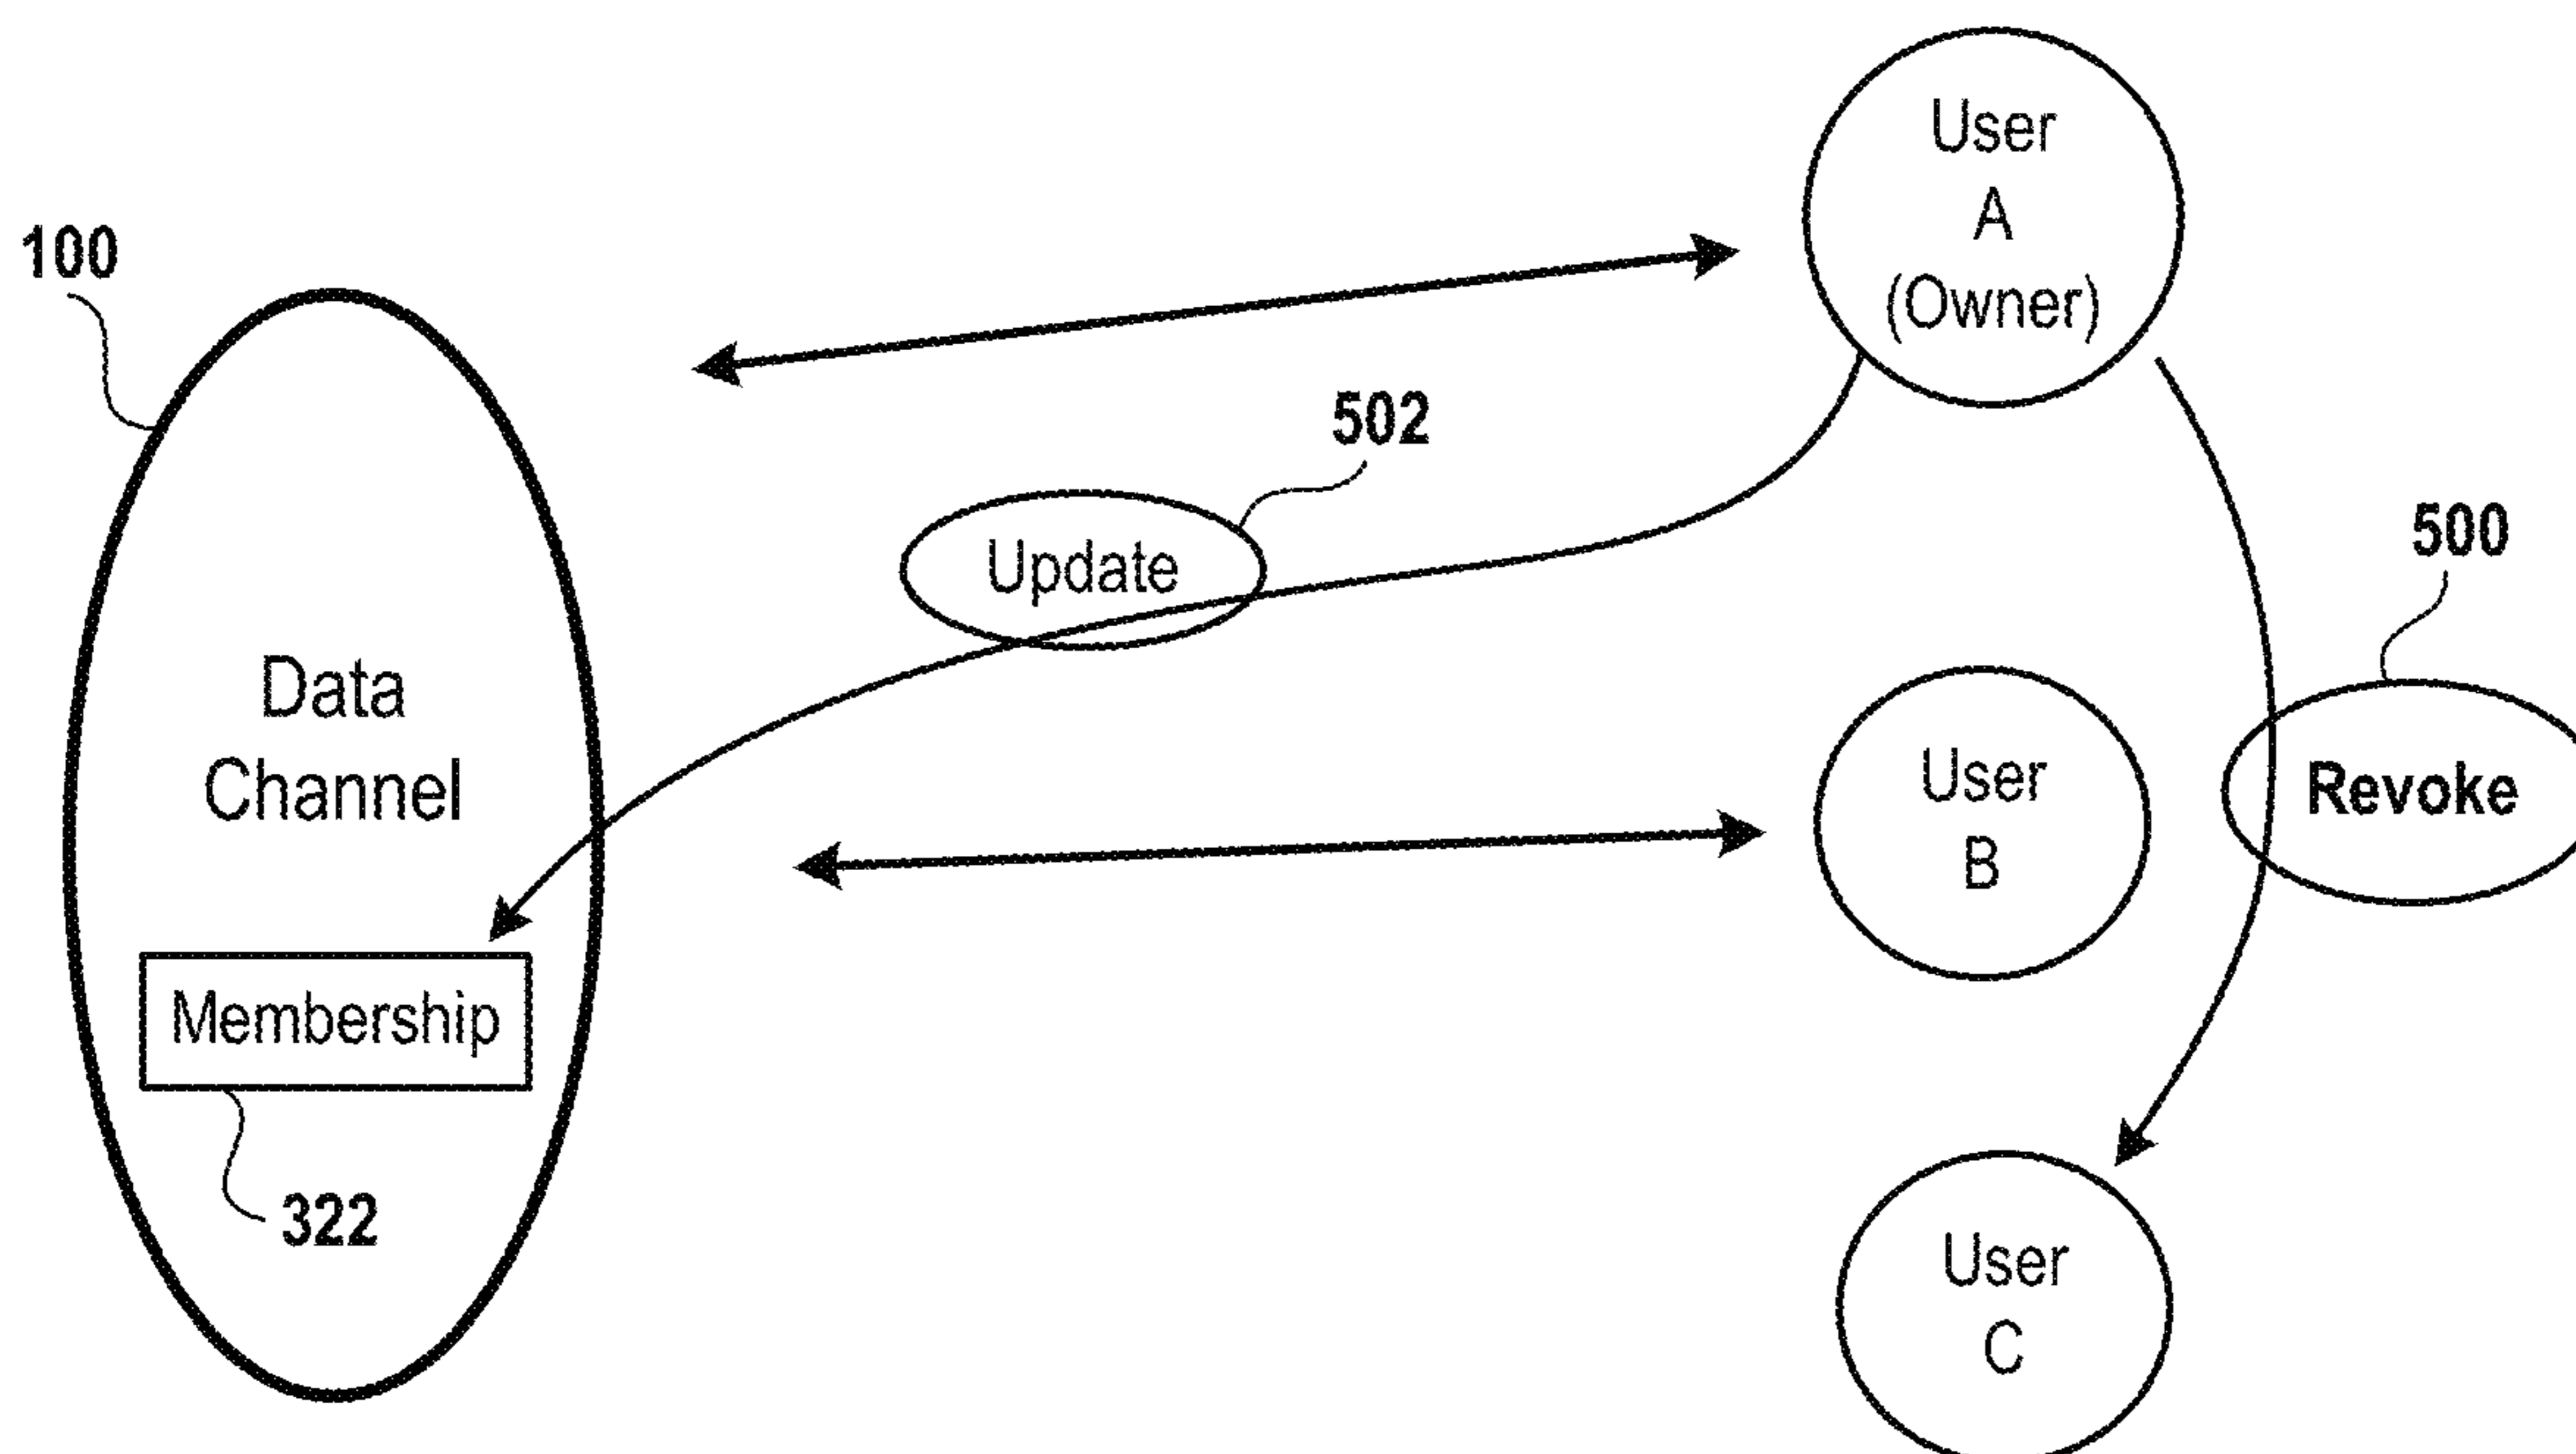 User
A
(Owner)
100
502
Update
500
Data
Channel
User
B
Revoke
Membership
322
User
C